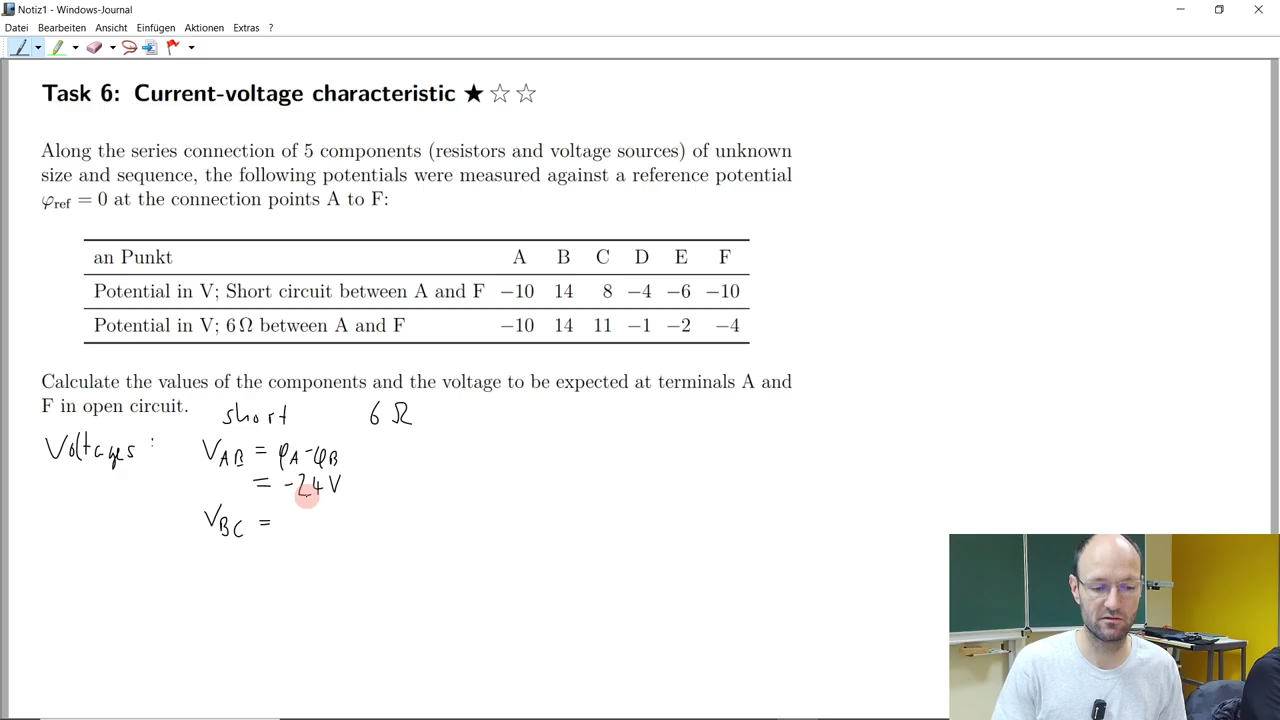 Notiz1 - Windows-Journal
Datei Bearbeiten Ansicht Einfügen Aktionen Extras ?
Task 6: Current-voltage characteristic ★☆☆
Along the series connection of 5 components (resistors and voltage sources) of unknown
size and sequence, the following potentials were measured against a reference potential
φref = 0 at the connection points A to F:
an Punkt A B C D E F
Potential in V; Short circuit between A and F −10 14 8 −4 −6 −10
Potential in V; 6 Ω between A and F −10 14 11 −1 −2 −4
Calculate the values of the components and the voltage to be expected at terminals A and
F in open circuit.
short 6 Ω
Voltages: V_AB = φ_A - φ_B
= -24 V
V_BC =